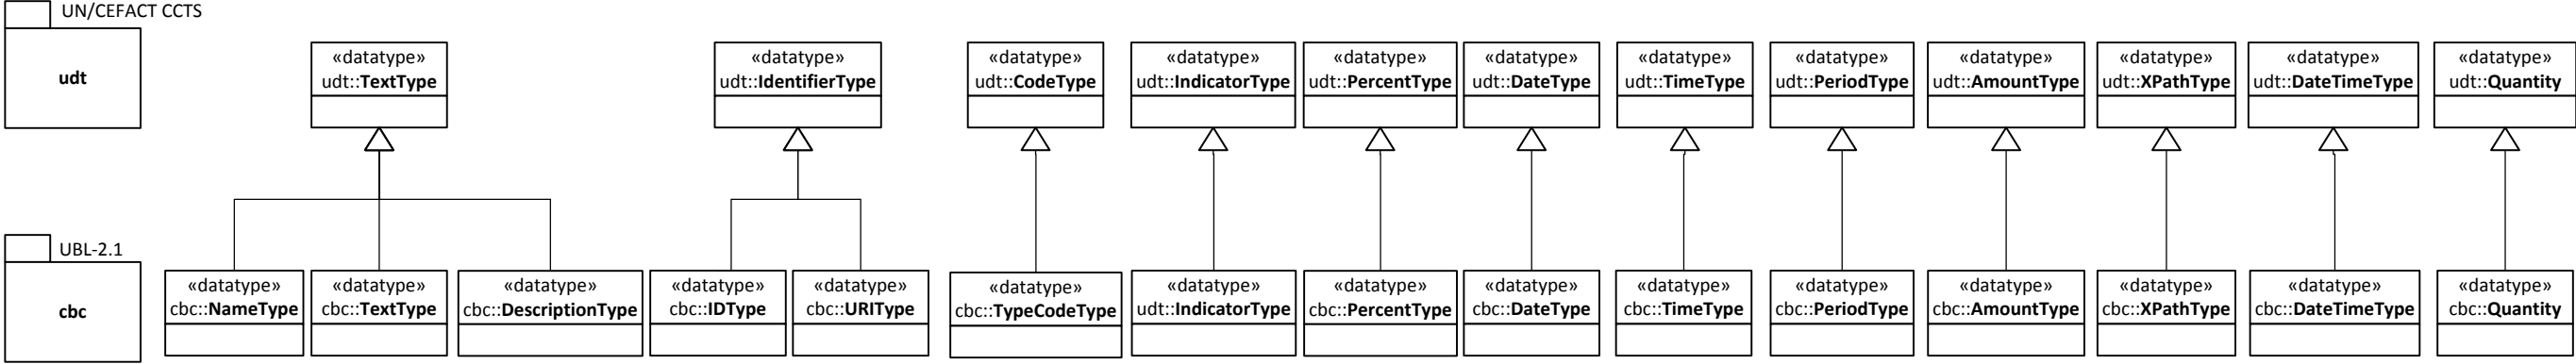 UN/CEFACT CCTS
udt
«datatype»
udt::TextType
«datatype»
udt::IdentifierType
«datatype»
udt::CodeType
«datatype»
udt::IndicatorType
«datatype»
udt::PercentType
«datatype»
udt::DateType
«datatype»
udt::TimeType
«datatype»
udt::PeriodType
«datatype»
udt::AmountType
«datatype»
udt::XPathType
«datatype»
udt::DateTimeType
«datatype»
udt::Quantity
UBL-2.1
cbc
«datatype»
cbc::NameType
«datatype»
cbc::TextType
«datatype»
cbc::DescriptionType
«datatype»
cbc::IDType
«datatype»
cbc::URIType
«datatype»
cbc::TypeCodeType
«datatype»
udt::IndicatorType
«datatype»
cbc::PercentType
«datatype»
cbc::DateType
«datatype»
cbc::TimeType
«datatype»
cbc::PeriodType
«datatype»
cbc::AmountType
«datatype»
cbc::XPathType
«datatype»
cbc::DateTimeType
«datatype»
cbc::Quantity